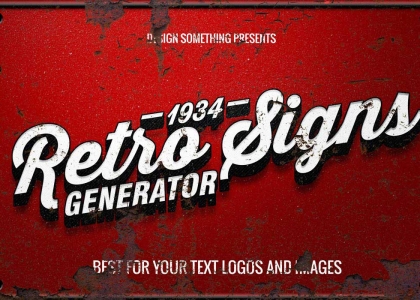 DESIGN SOMETHING PRESENTS
1934
Retro Signs
GENERATOR
BEST FOR YOUR TEXT LOGOS AND IMAGES